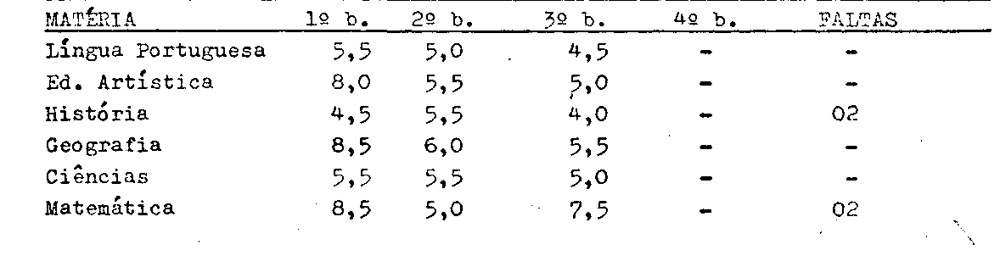 MATÉRIA 1º b. 2º b. 3º b. 4º b. FALTAS
Língua Portuguesa 5,5 5,0 4,5 - -
Ed. Artística 8,0 5,5 5,0 - -
História 4,5 5,5 4,0 - 02
Geografia 8,5 6,0 5,5 - -
Ciências 5,5 5,5 5,0 - -
Matemática 8,5 5,0 7,5 - 02